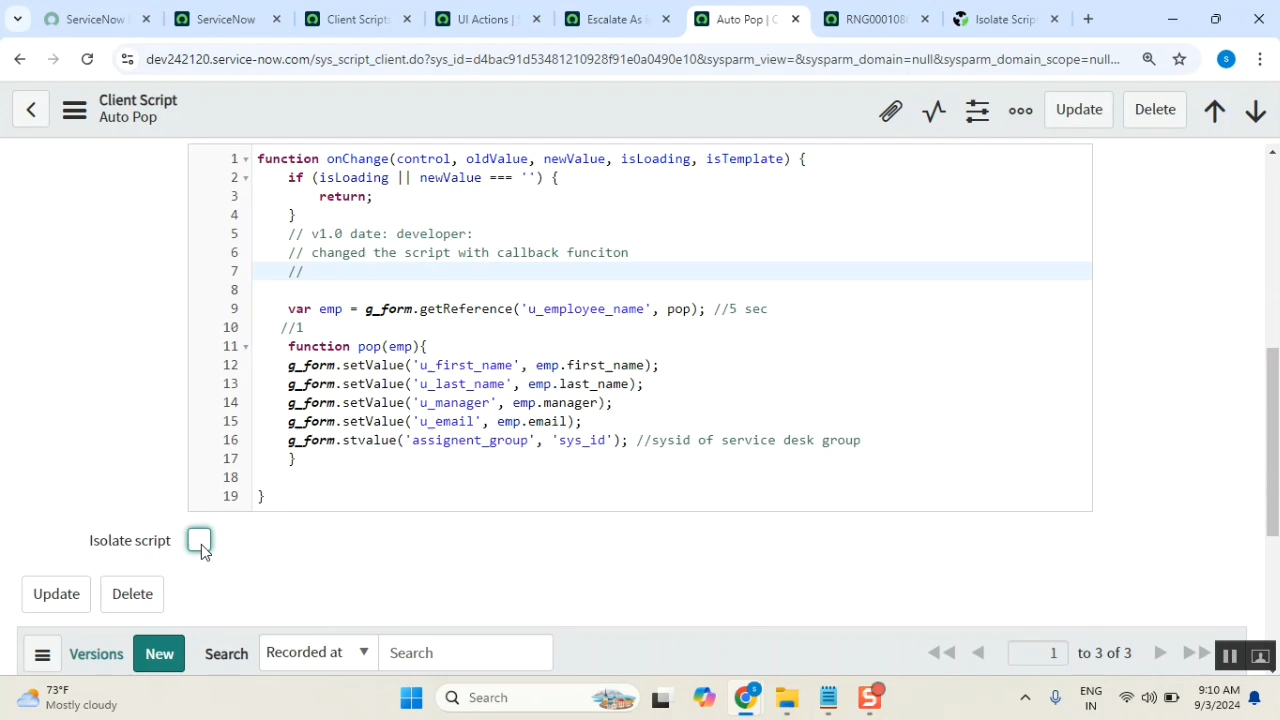 ServiceNow
ServiceNow
Client Scripts
UI Actions | S
Escalate As
Auto Pop | C
RNG000108
Isolate Scrip
dev242120.service-now.com/sys_script_client.do?sys_id=d4bac91d53481210928f91e0a0490e10&sysparm_view=&sysparm_domain=null&sysparm_domain_scope=null...
S
Client Script
Auto Pop
Update
Delete
1 function onChange(control, oldValue, newValue, isLoading, isTemplate) {
2 if (isLoading || newValue === '') {
3 return;
4 }
5 // v1.0 date: developer:
6 // changed the script with callback funciton
7 //
8
9 var emp = g_form.getReference('u_employee_name', pop); //5 sec
10 //1
11 function pop(emp){
12 g_form.setValue('u_first_name', emp.first_name);
13 g_form.setValue('u_last_name', emp.last_name);
14 g_form.setValue('u_manager', emp.manager);
15 g_form.setValue('u_email', emp.email);
16 g_form.stvalue('assignent_group', 'sys_id'); //sysid of service desk group
17 }
18
19 }
Isolate script
Update
Delete
Versions
New
Search
Recorded at
Search
1 to 3 of 3
73°F
Mostly cloudy
Search
ENG
IN
9:10 AM
9/3/2024